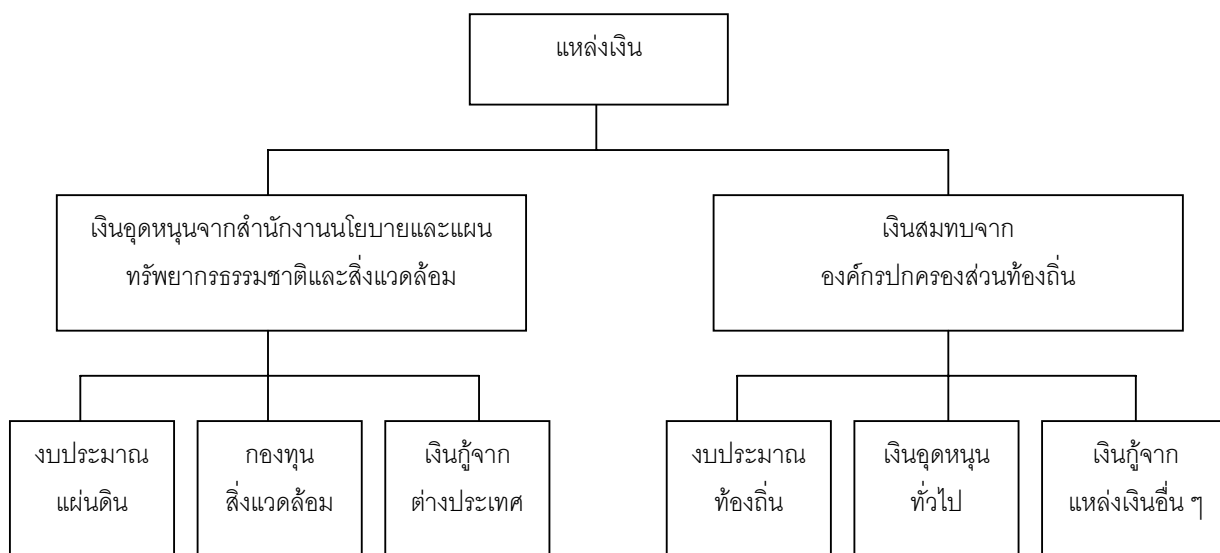 แหล่งเงิน
เงินอุดหนุนจากสำนักงานนโยบายและแผน
ทรัพยากรธรรมชาติและสิ่งแวดล้อม
เงินสมทบจาก
องค์กรปกครองส่วนท้องถิ่น
งบประมาณ
แผ่นดิน
กองทุน
สิ่งแวดล้อม
เงินกู้จาก
ต่างประเทศ
งบประมาณ
ท้องถิ่น
เงินอุดหนุน
ทั่วไป
เงินกู้จาก
แหล่งเงินอื่น ๆ